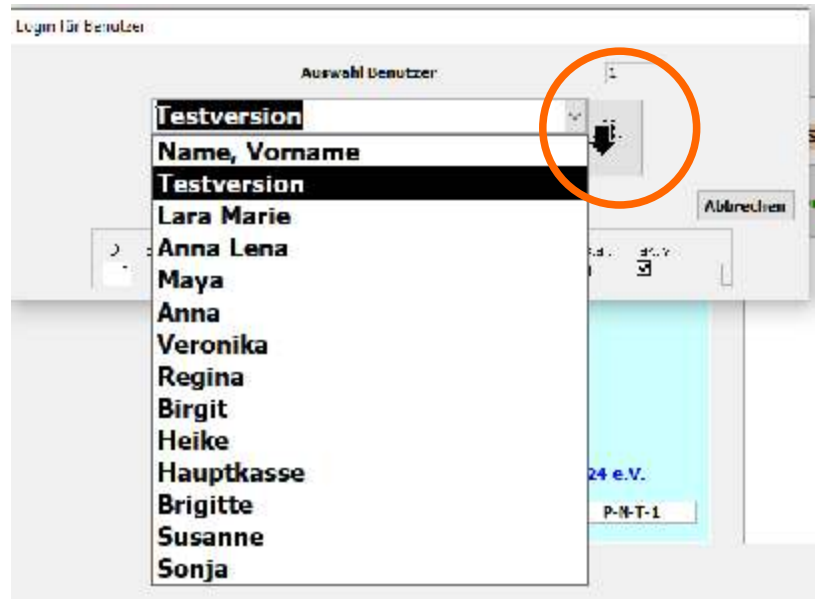 Login für Benutzer
Auswahl Benutzer
1
Testversion
Name, Vorname
Testversion
Lara Marie
Abbrechen
Anna Lena
Maya
Anna
Veronika
Regina
Birgit
Heike
Hauptkasse
24 e.V.
Brigitte
P-N-T-1
Susanne
Sonja